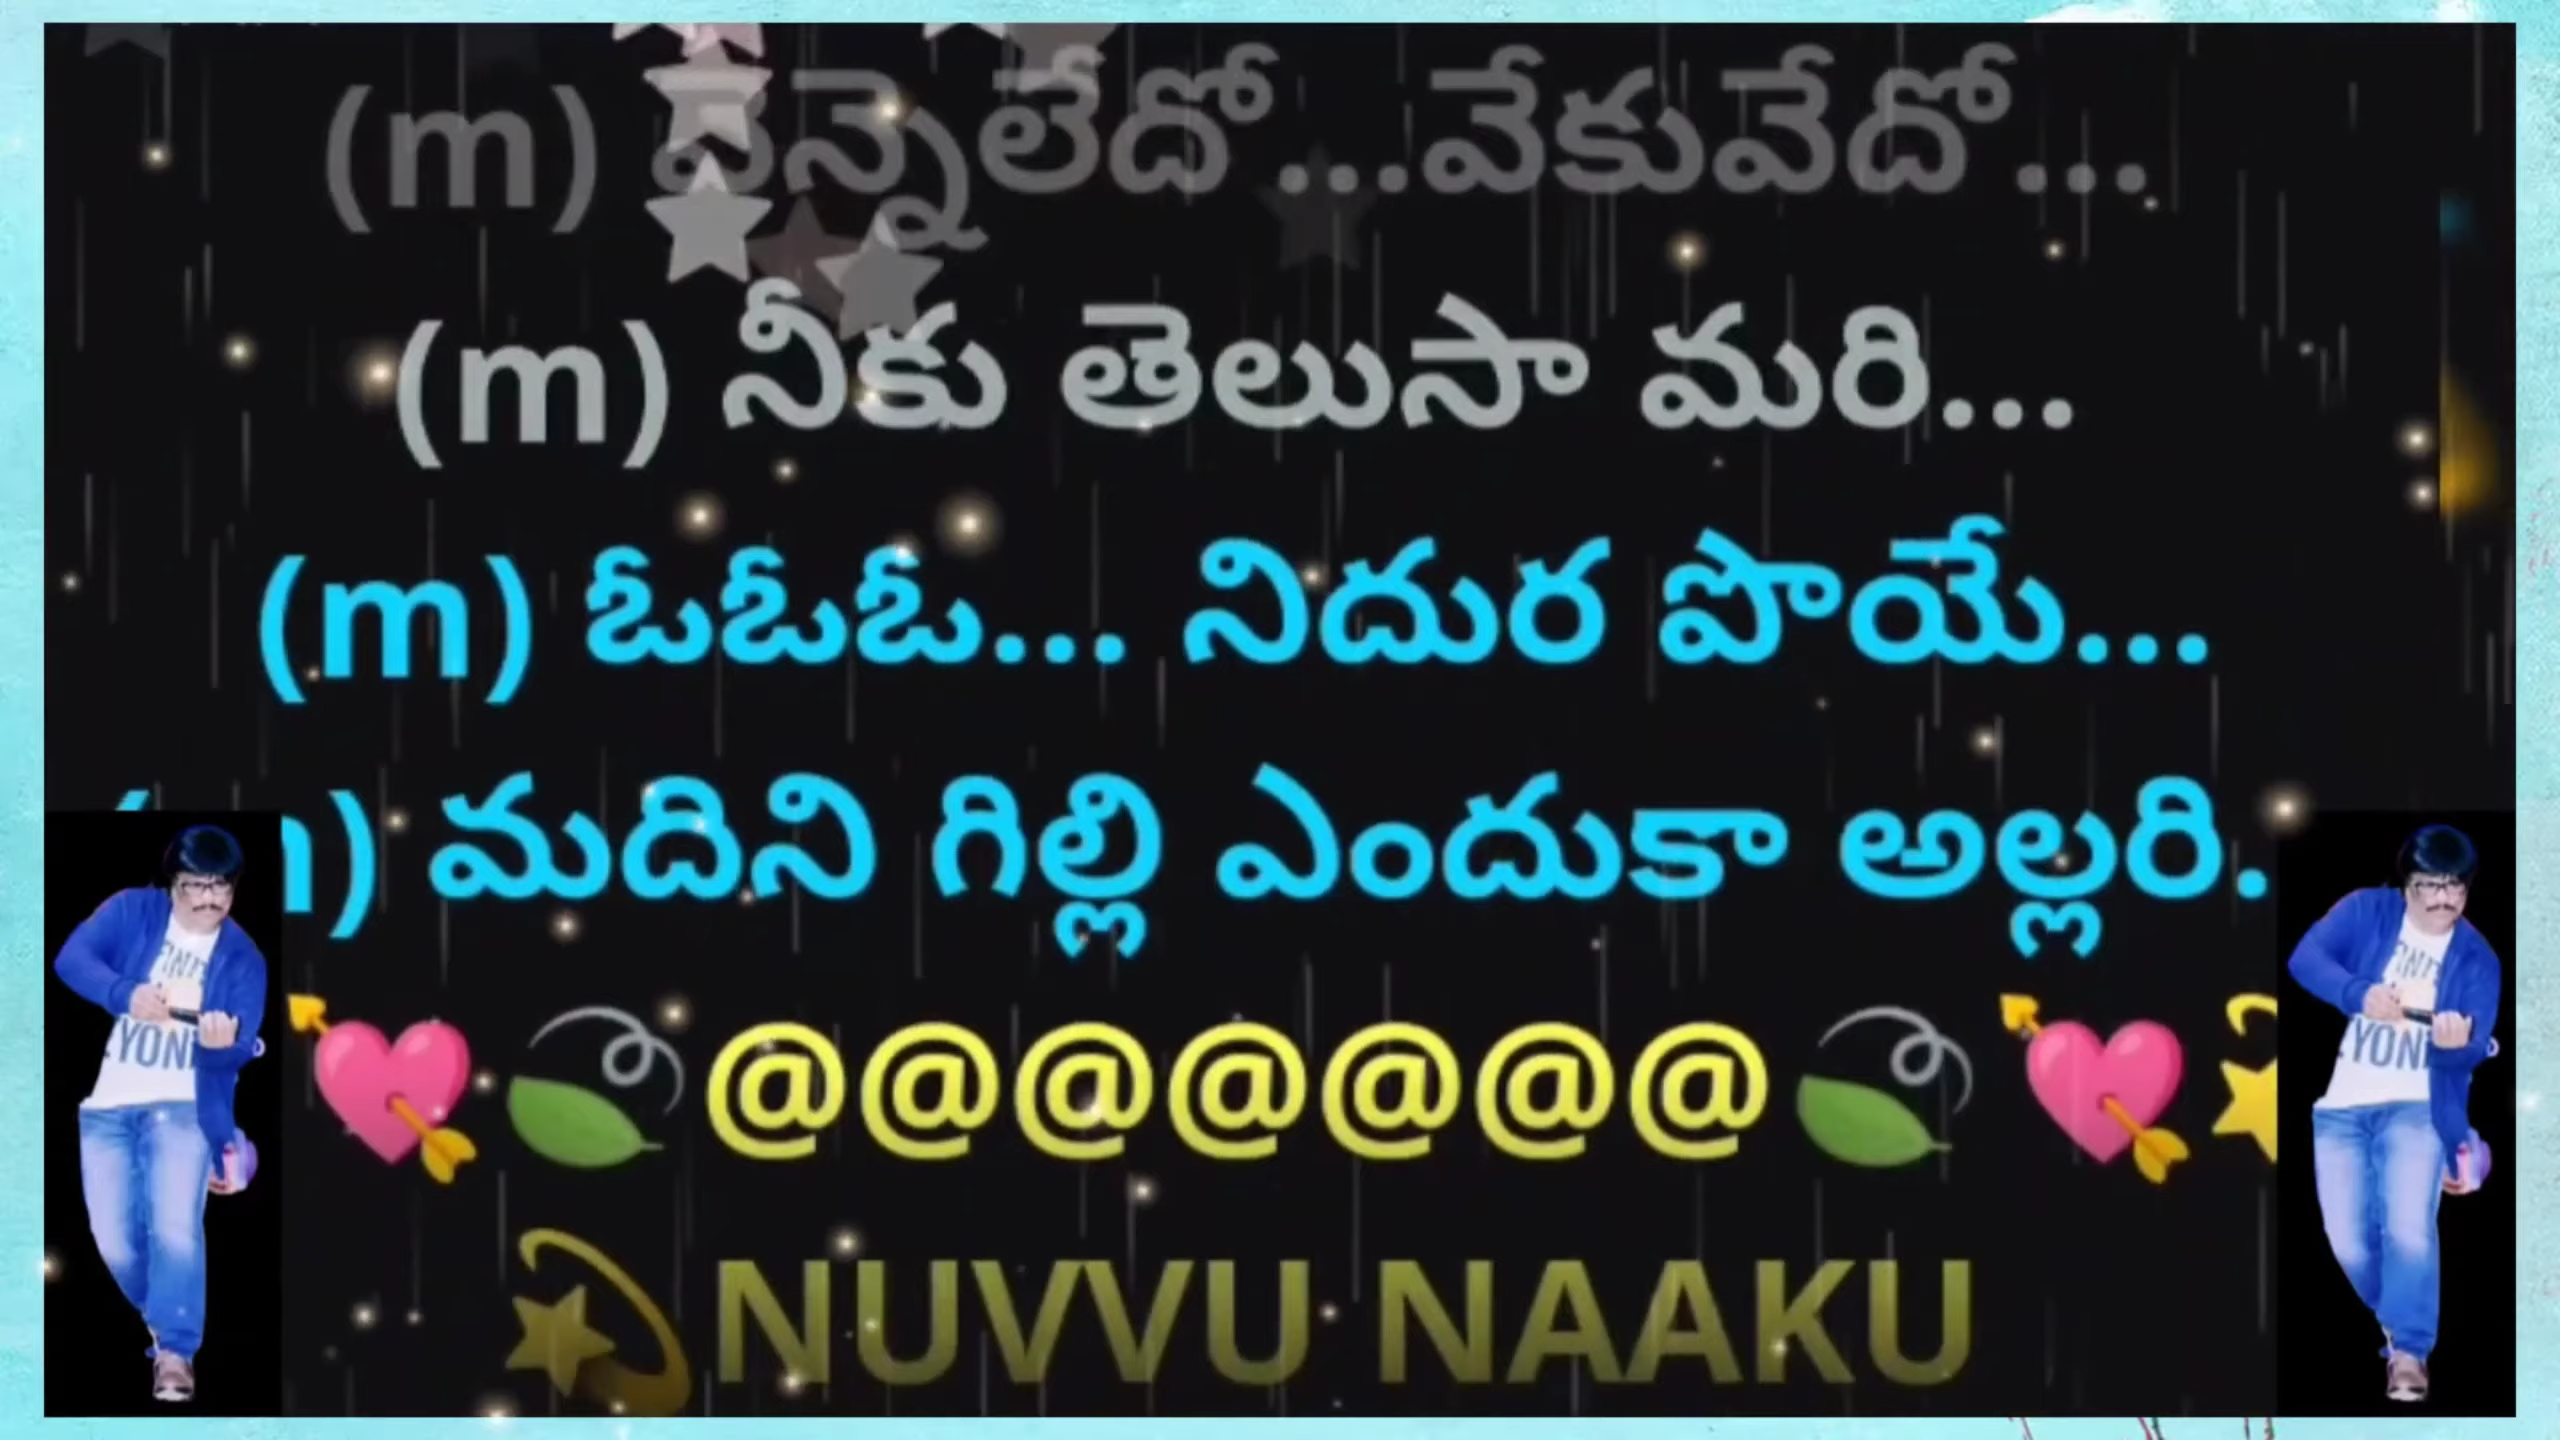 (m) వెన్నెలేదో...వేకువేదో...
(m) నీకు తెలుసా మరి...
(m) ఓఓఓ... నిదుర పొయే...
m) మదిని గిల్లి ఎందుకా అల్లరి.
@@@@@@@
NUVVU NAAKU